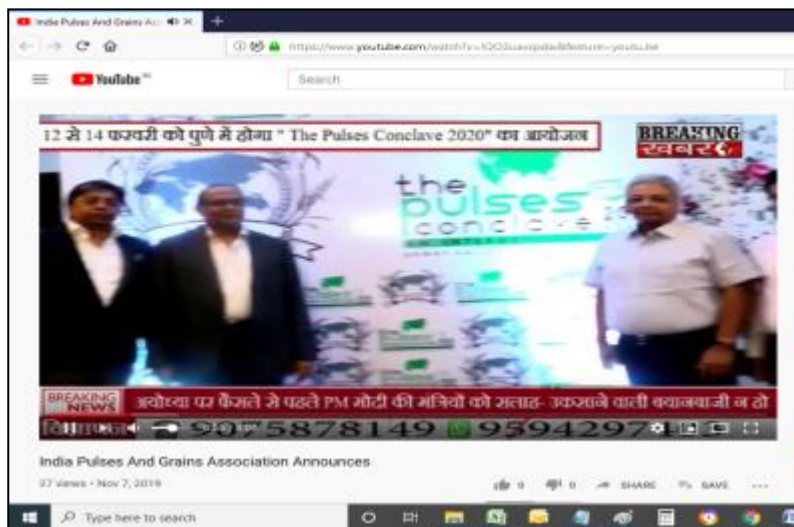 India Pulses And Grains As
https://www.youtube.com/watch?v=
YouTube
Search
12 से 14 फरवरी को पुणे में होगा " The Pulses Conclave 2020" का आयोजन
BREAKING
खबर
the
pulses
conclave
BREAKING
NEWS
अयोध्या पर फैसले से पहले PM मोदी की मंत्रियों को सलाह- उकसाने वाली बयानबाजी न हो
9075878149
India Pulses And Grains Association Announces
37 views • Nov 7, 2019
0
0
SHARE
SAVE
Type here to search